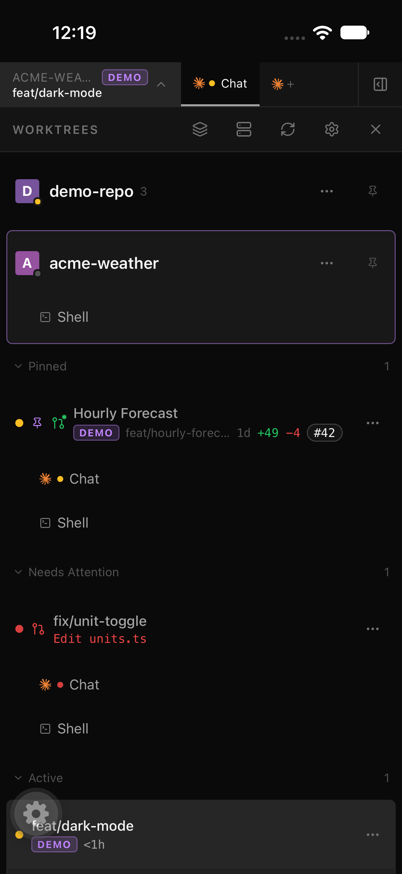 12:19
ACME-WEA... DEMO
feat/dark-mode
Chat
+
WORKTREES
D demo-repo 3
A acme-weather
Shell
Pinned 1
Hourly Forecast
DEMO feat/hourly-forec... 1d +49 −4 #42
Chat
Shell
Needs Attention 1
fix/unit-toggle
Edit units.ts
Chat
Shell
Active 1
feat/dark-mode
DEMO <1h